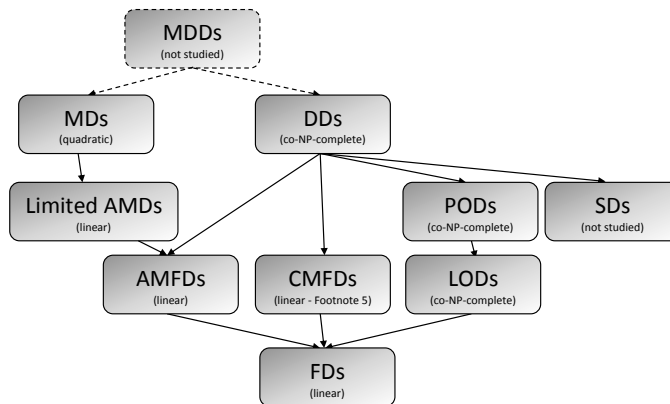 MDDs
(not studied)
MDs
(quadratic)
DDs
(co-NP-complete)
Limited AMDs
(linear)
PODs
(co-NP-complete)
SDs
(not studied)
AMFDs
(linear)
CMFDs
(linear - Footnote 5)
LODs
(co-NP-complete)
FDs
(linear)